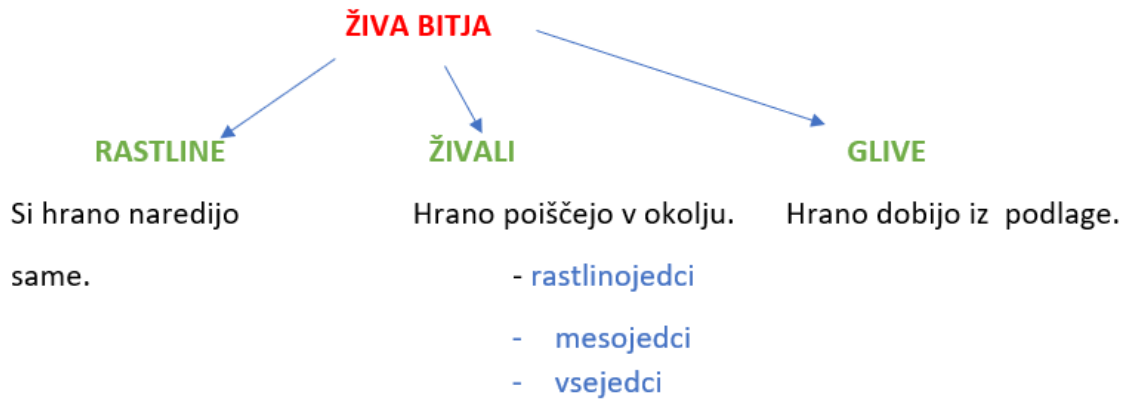 ŽIVA BITJA
RASTLINE ŽIVALI GLIVE
Si hrano naredijo Hrano poiščejo v okolju. Hrano dobijo iz podlage.
same. - rastlinojedci
- mesojedci
- vsejedci